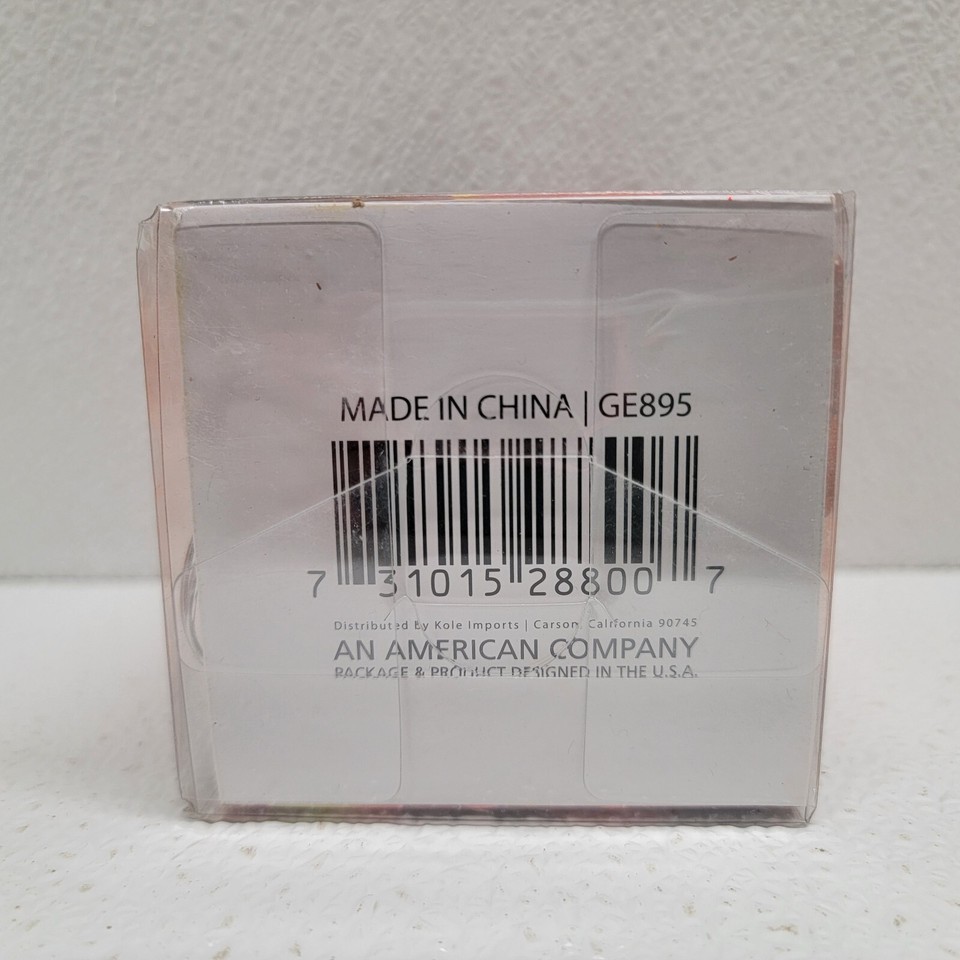 MADE IN CHINA | GE895
7 31015 28800 7
Distributed by Kole Imports | Carson, California 90745
AN AMERICAN COMPANY
PACKAGE & PRODUCT DESIGNED IN THE U.S.A.